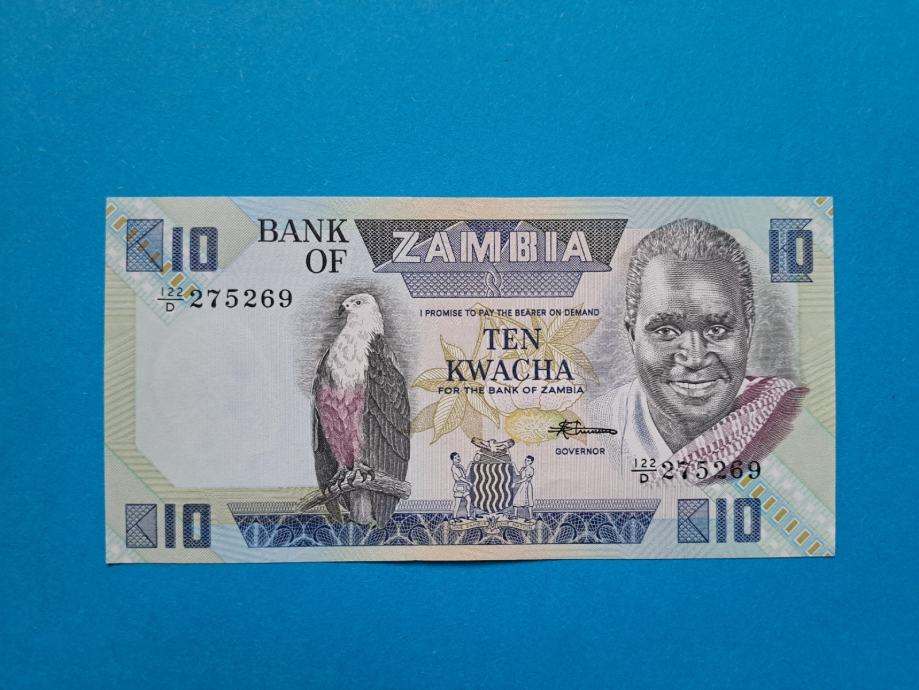 10
BANK OF
ZAMBIA
10
122/D 275269
I PROMISE TO PAY THE BEARER ON DEMAND
TEN
KWACHA
FOR THE BANK OF ZAMBIA
GOVERNOR
122/D 275269
10
10